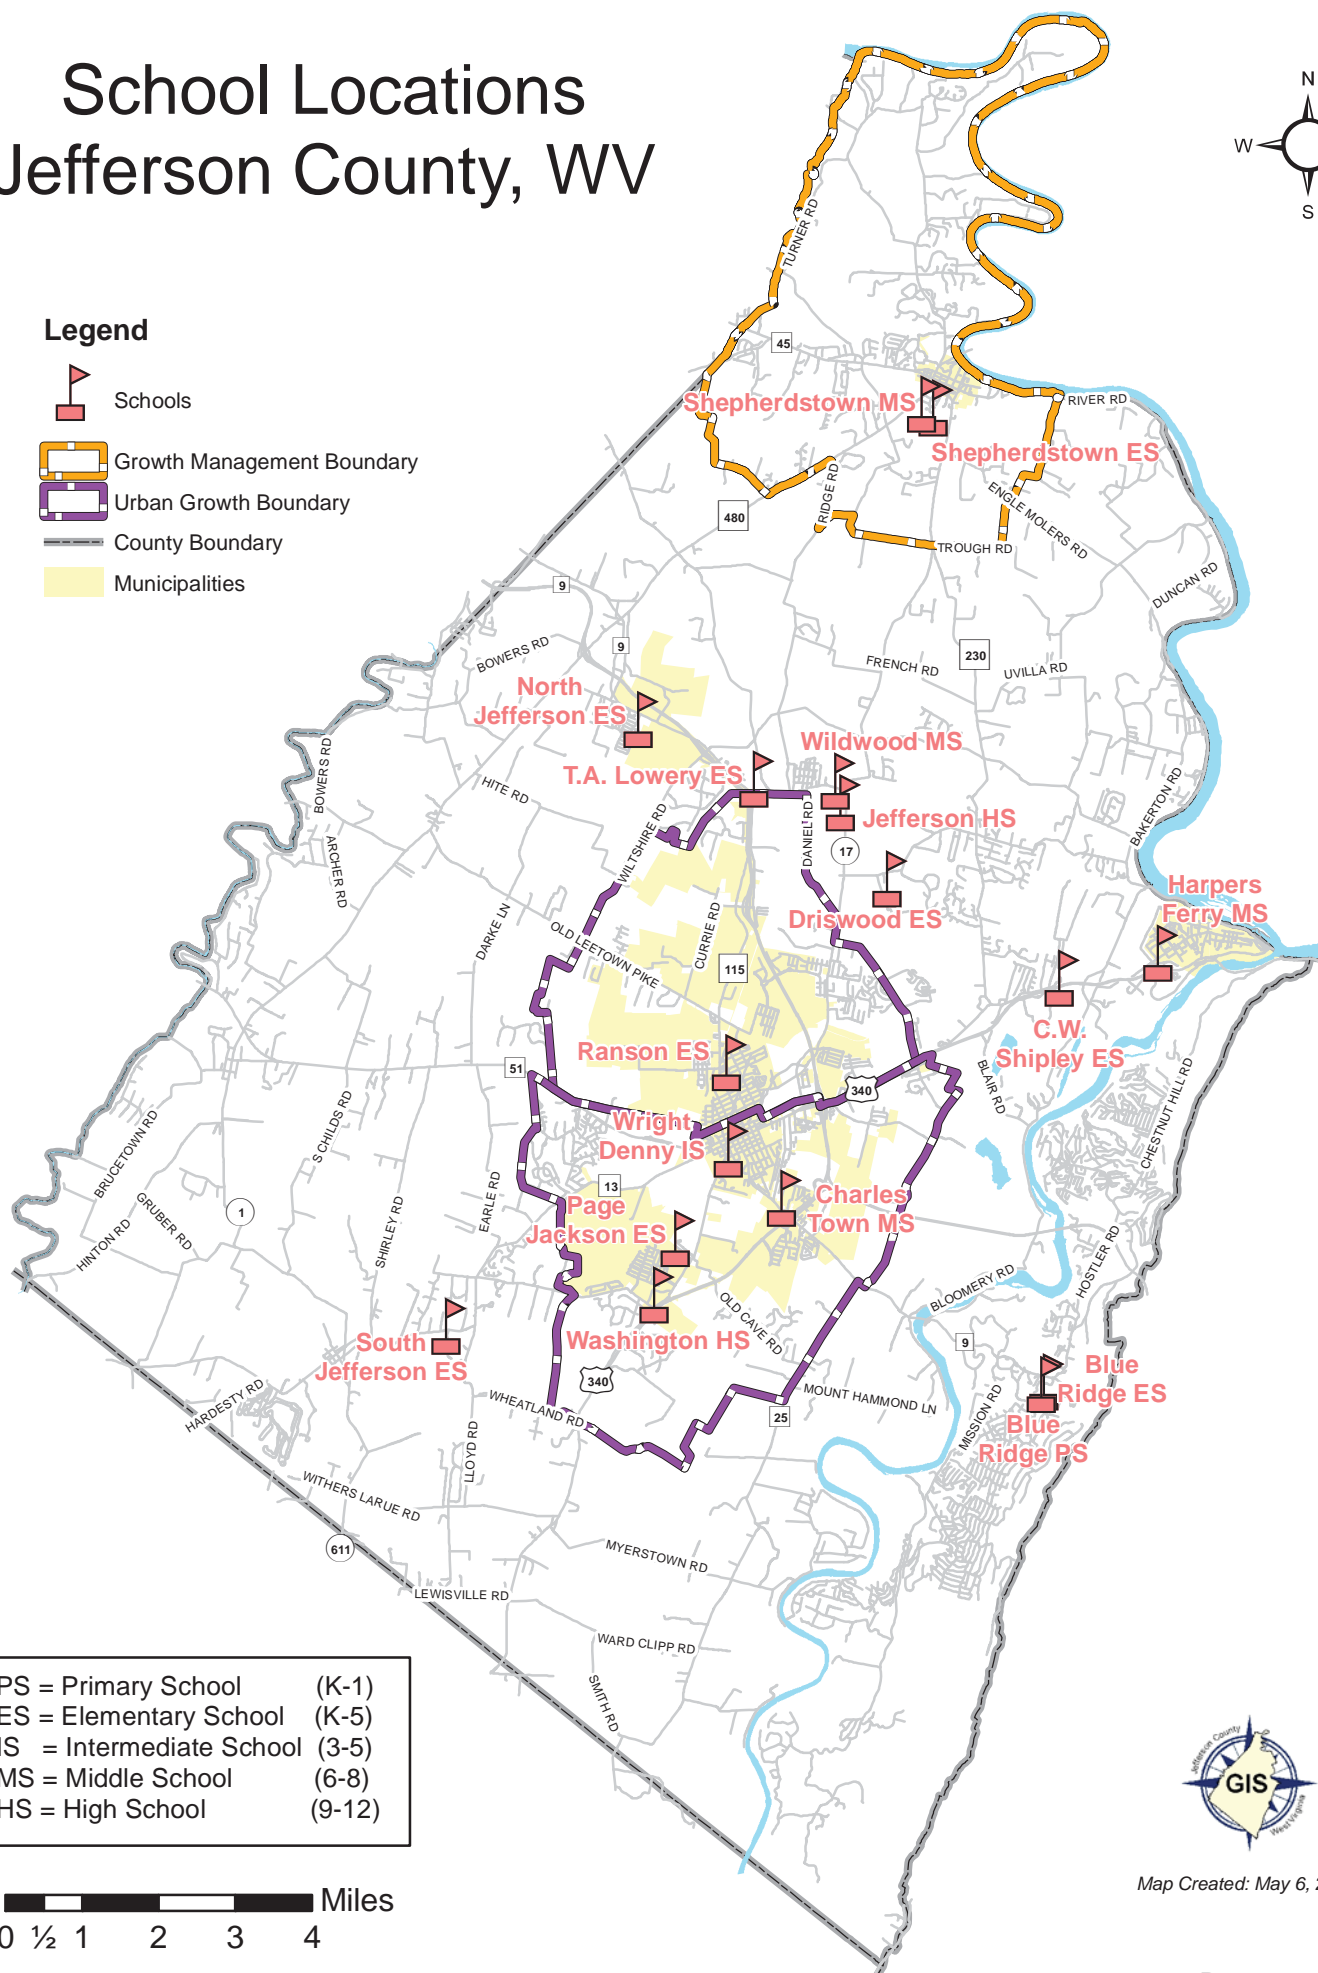 School Locations
Jefferson County, WV
N
W
S
Legend
Schools
Growth Management Boundary
Urban Growth Boundary
County Boundary
Municipalities
TURNER RD
45
Shepherdstown MS
RIVER RD
Shepherdstown ES
RIDGE RD
480
ENGLE MOLERS RD
TROUGH RD
DUNCAN RD
9
BOWERS RD
9
230
FRENCH RD
UVILLA RD
North
Jefferson ES
Wildwood MS
T.A. Lowery ES
BOWERS RD
HITE RD
WILTSHIRE RD
DANIEL RD
Jefferson HS
BAKERTON RD
17
ARCHER RD
Harpers
Ferry MS
DARKE LN
Driswood ES
OLD LEETOWN PIKE
CURRIE RD
115
C.W.
Shipley ES
Ranson ES
51
340
BLAIR RD
CHESTNUT HILL RD
BRUCETOWN RD
S CHILDS RD
Wright
Denny IS
13
EARLE RD
Page
Jackson ES
Charles
Town MS
1
GRUBER RD
HINTON RD
SHIRLEY RD
HOSTLER RD
BLOOMERY RD
OLD CAVE RD
South
Jefferson ES
Washington HS
9
Blue
Ridge ES
340
HARDESTY RD
WHEATLAND RD
MOUNT HAMMOND LN
25
MISSION RD
Blue
Ridge PS
LLOYD RD
WITHERS LARUE RD
611
MYERSTOWN RD
LEWISVILLE RD
WARD CLIPP RD
SMITH RD
PS = Primary School (K-1)
ES = Elementary School (K-5)
IS = Intermediate School (3-5)
MS = Middle School (6-8)
HS = High School (9-12)
Jefferson County
GIS
West Virginia
Map Created: May 6, 2
Miles
0 ½ 1 2 3 4